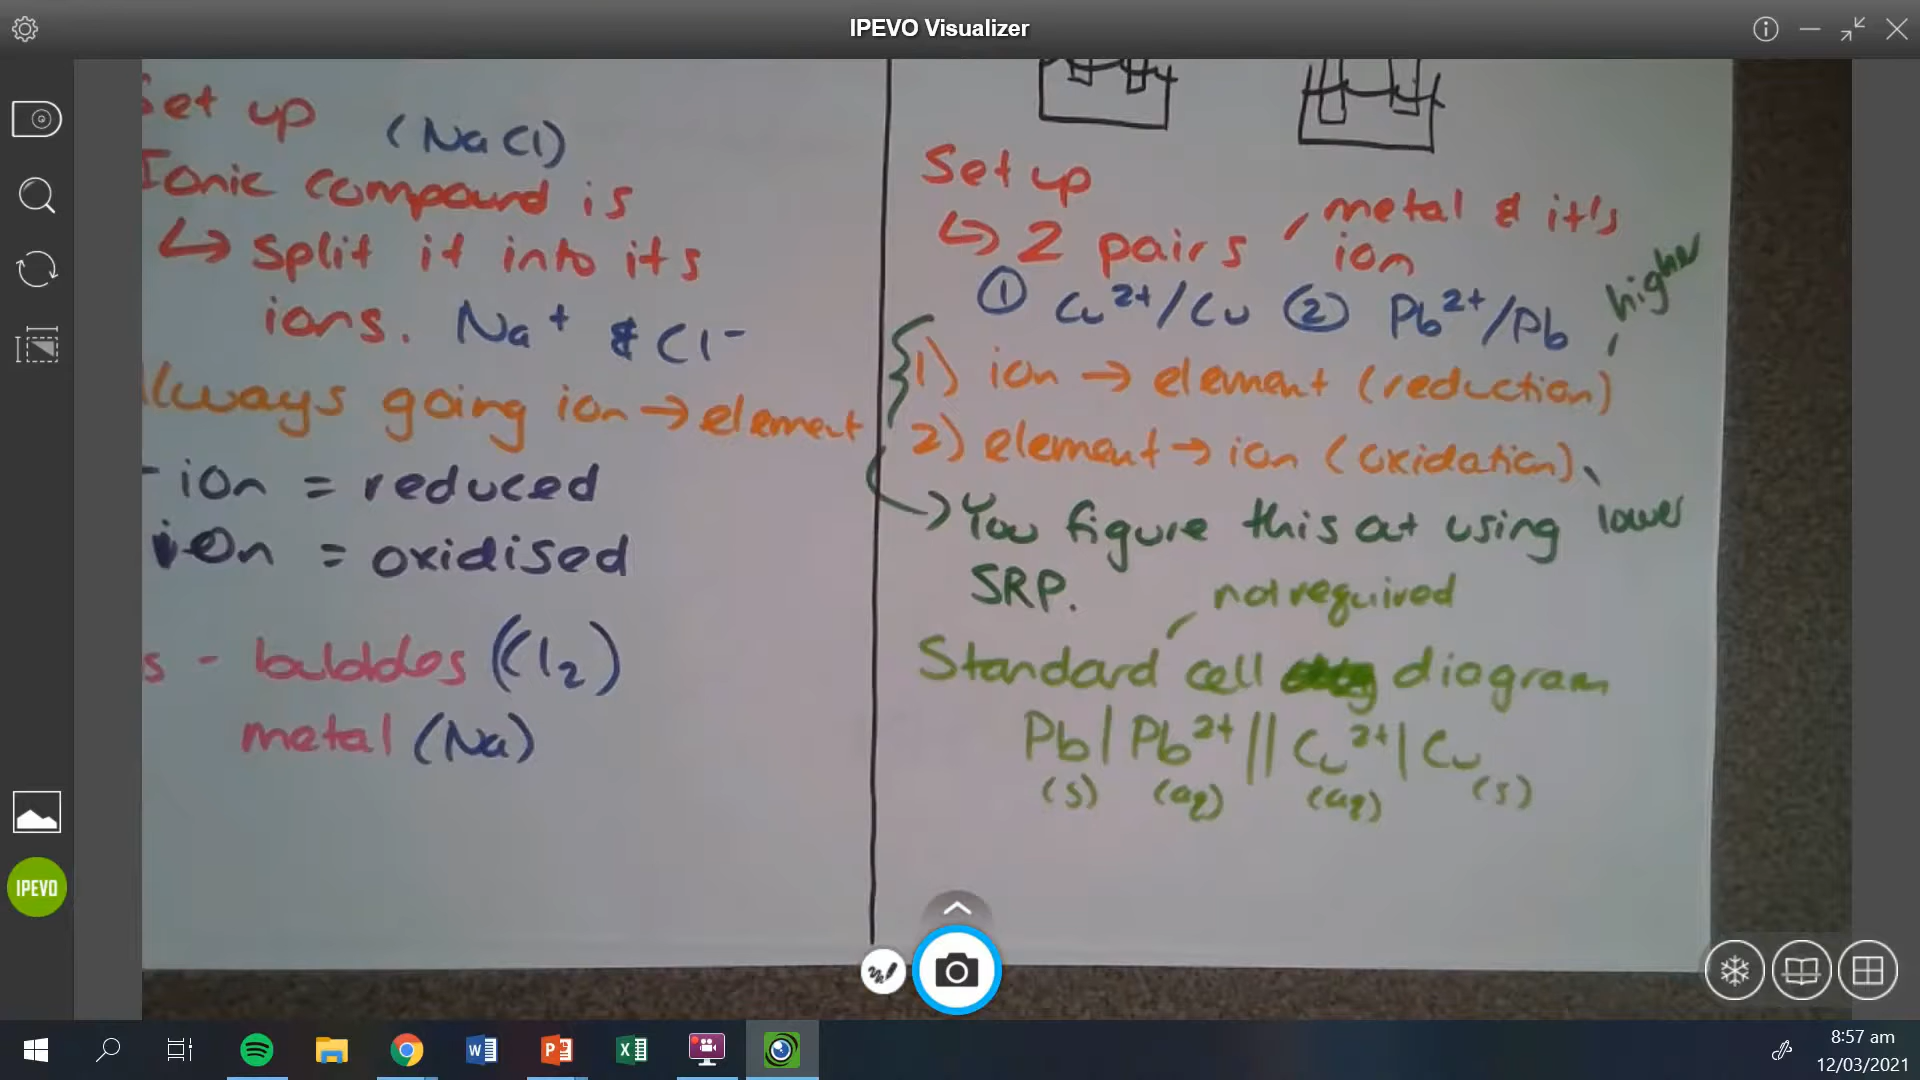 IPEVO Visualizer
Set up
(NaCl)
Ionic compound is
↳ split it into its
ions. Na⁺ & Cl⁻
Always going ion → element
- ion = reduced
ion = oxidised
s - bubbles (Cl₂)
metal (Na)
Set up
↳ 2 pairs
metal & it's
ion
① Cu²⁺/Cu ② Pb²⁺/Pb
higher
1) ion → element (reduction)
2) element → ion (oxidation)
lower
→ You figure this out using
SRP.
not required
Standard cell diagram
Pb | Pb²⁺ || Cu²⁺ | Cu
(s) (aq) (aq) (s)
IPEVO
8:57 am
12/03/2021